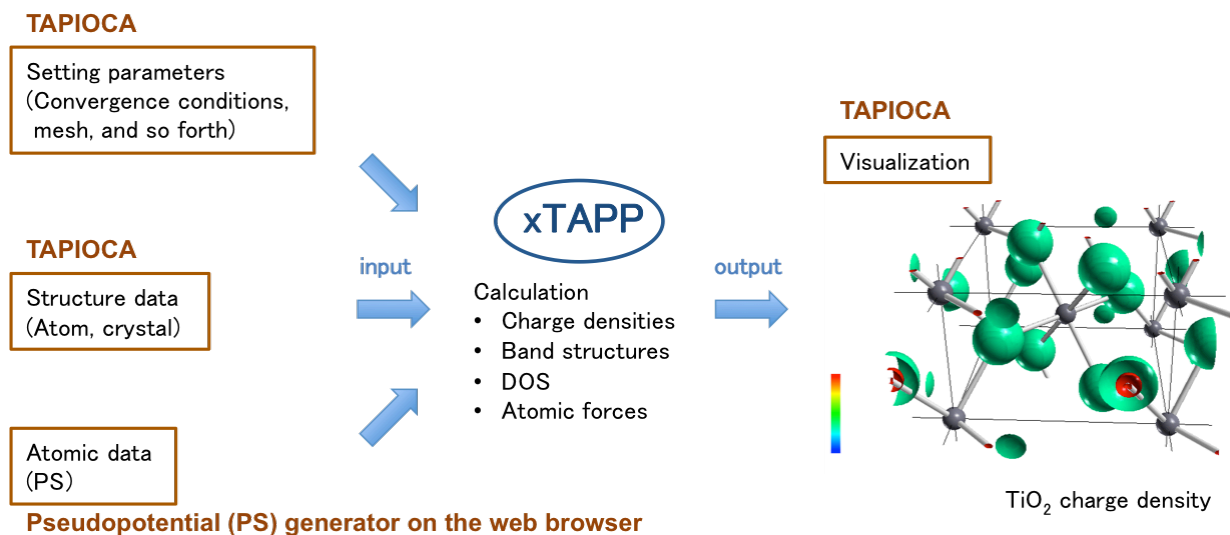 TAPIOCA
Setting parameters
(Convergence conditions,
mesh, and so forth)
TAPIOCA
Structure data
(Atom, crystal)
Atomic data
(PS)
Pseudopotential (PS) generator on the web browser
input
xTAPP
Calculation
• Charge densities
• Band structures
• DOS
• Atomic forces
output
TAPIOCA
Visualization
TiO₂ charge density